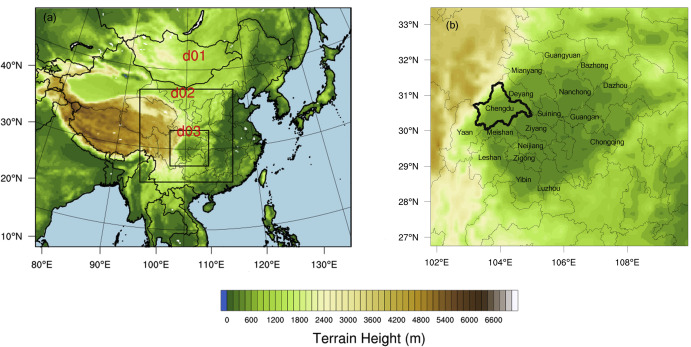 (a)
d01
d02
d03
40°N
30°N
20°N
10°N
80°E
90°E
100°E
110°E
120°E
130°E
(b)
33°N
32°N
31°N
30°N
29°N
28°N
27°N
102°E
104°E
106°E
108°E
Guangyuan
Bazhong
Mianyang
Dazhou
Deyang
Nanchong
Chengdu
Suining
Guangan
Ziyang
Yaan
Meishan
Chongqing
Neijiang
Leshan
Zigong
Yibin
Luzhou
0 600 1200 1800 2400 3000 3600 4200 4800 5400 6000 6600
Terrain Height (m)